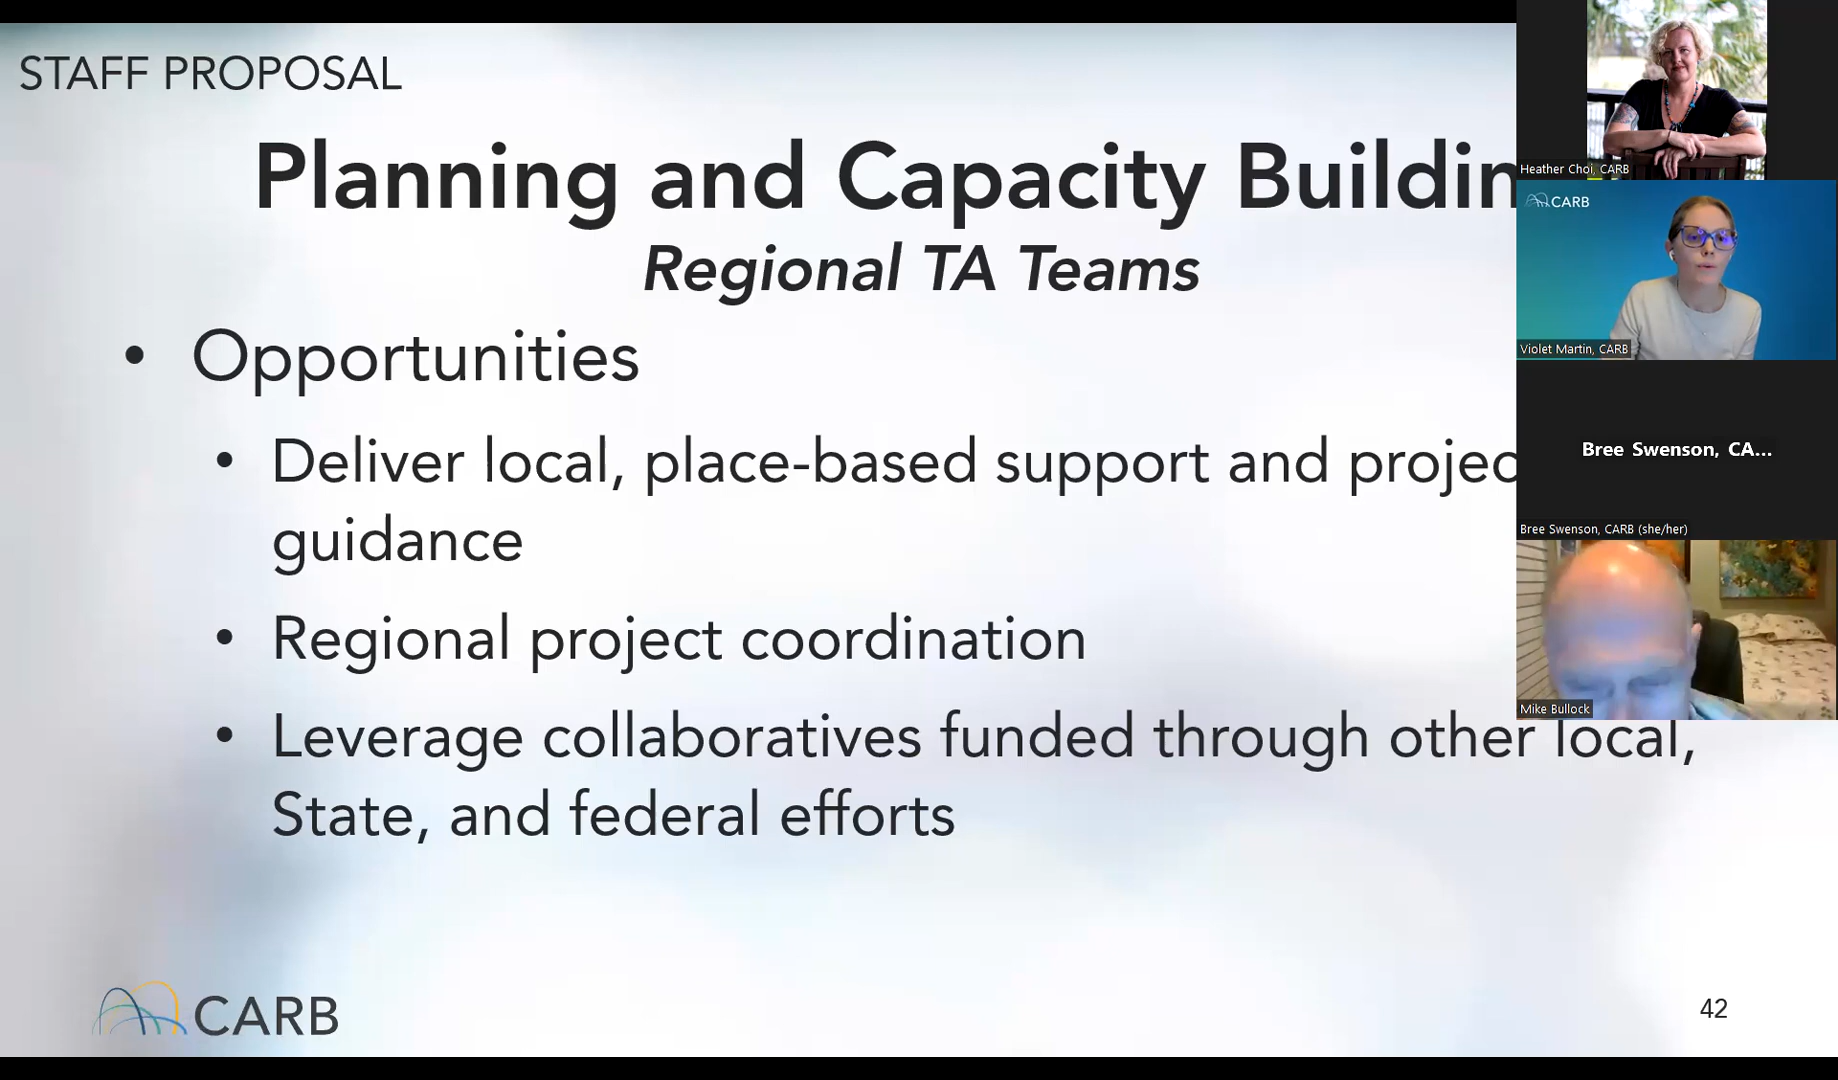 STAFF PROPOSAL
Planning and Capacity Buildin
Regional TA Teams
• Opportunities
• Deliver local, place-based support and projec
guidance
• Regional project coordination
• Leverage collaboratives funded through other local,
State, and federal efforts
CARB
42
Heather Choi, CARB
CARB
Violet Martin, CARB
Bree Swenson, CA...
Bree Swenson, CARB (she/her)
Mike Bullock